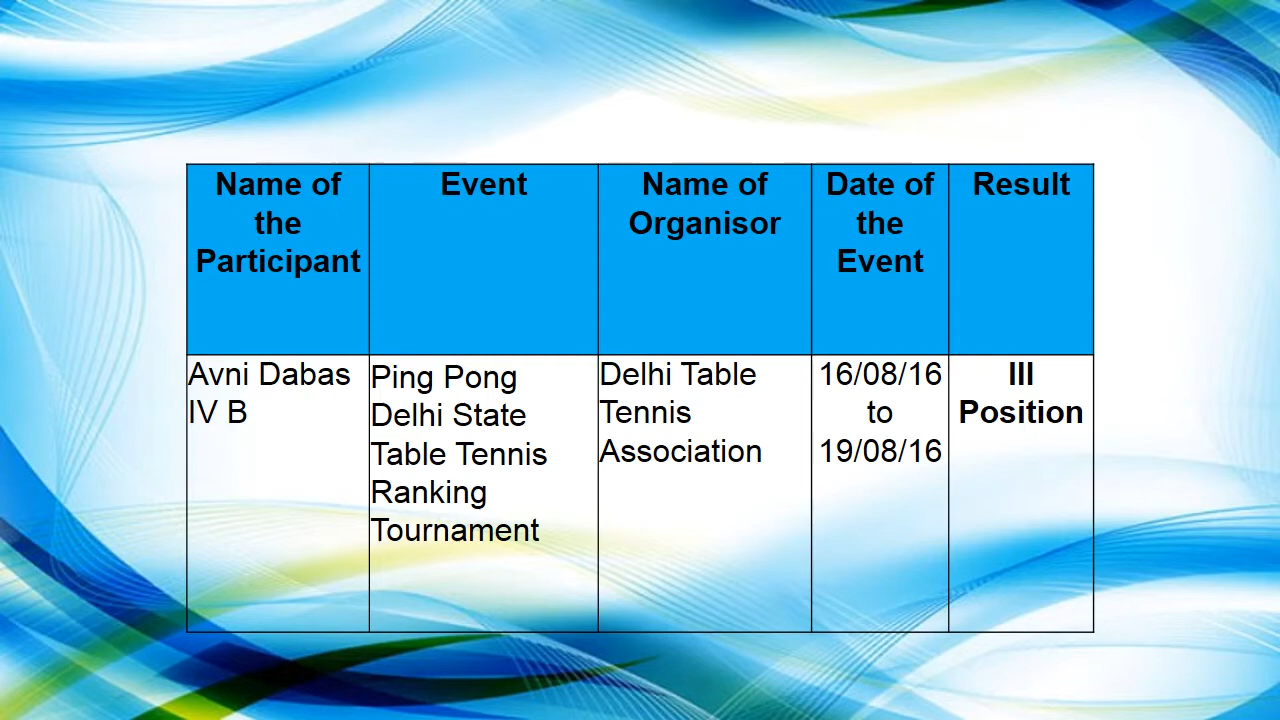 Name of
the
Participant
Event
Name of
Organisor
Date of
the
Event
Result
Avni Dabas
IV B
Ping Pong
Delhi State
Table Tennis
Ranking
Tournament
Delhi Table
Tennis
Association
16/08/16
to
19/08/16
III
Position